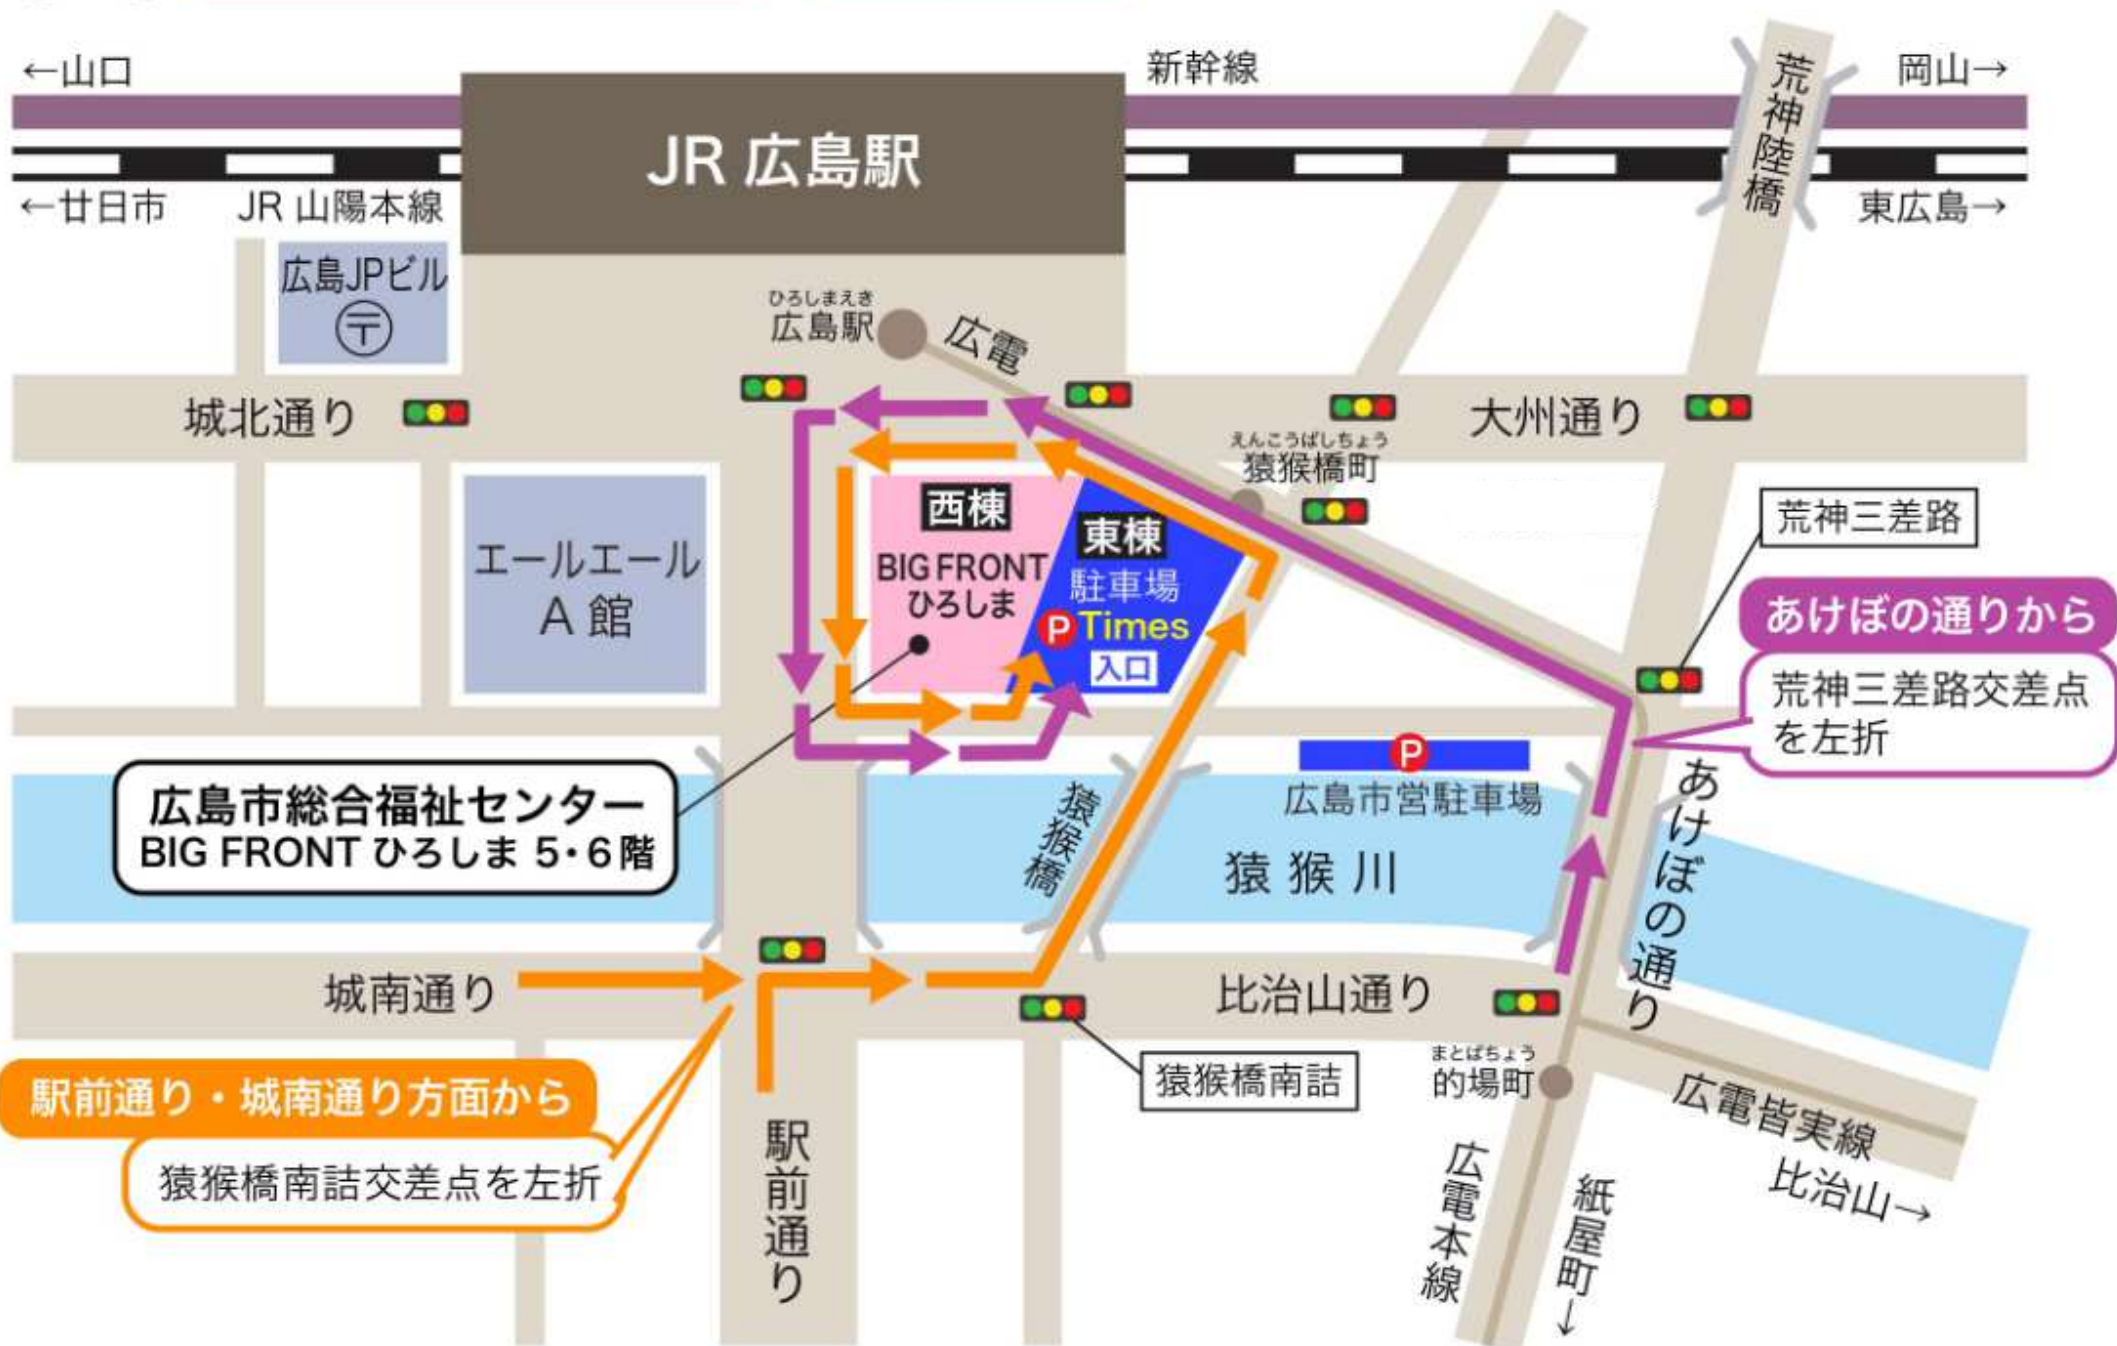 ←山口
新幹線
岡山→
荒神陸橋
JR 広島駅
←廿日市
JR 山陽本線
東広島→
広島JPビル
〒
ひろしまえき
広島駅
広電
城北通り
大州通り
えんこうばしちょう
猿猴橋町
荒神三差路
エールエール
A 館
西棟
BIG FRONT
ひろしま
東棟
駐車場
P Times
入口
あけぼの通りから
荒神三差路交差点
を左折
P
広島市営駐車場
広島市総合福祉センター
BIG FRONT ひろしま 5・6階
猿猴橋
猿猴川
あけぼの通り
城南通り
比治山通り
猿猴橋南詰
まとばちょう
的場町
駅前通り・城南通り方面から
猿猴橋南詰交差点を左折
駅前通り
広電皆実線
比治山→
広電本線
紙屋町→